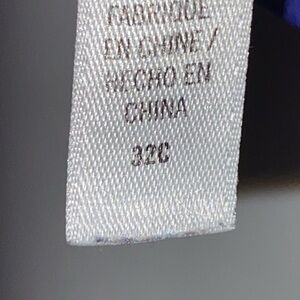 FABRIQUE
EN CHINE /
HECHO EN
CHINA
32C